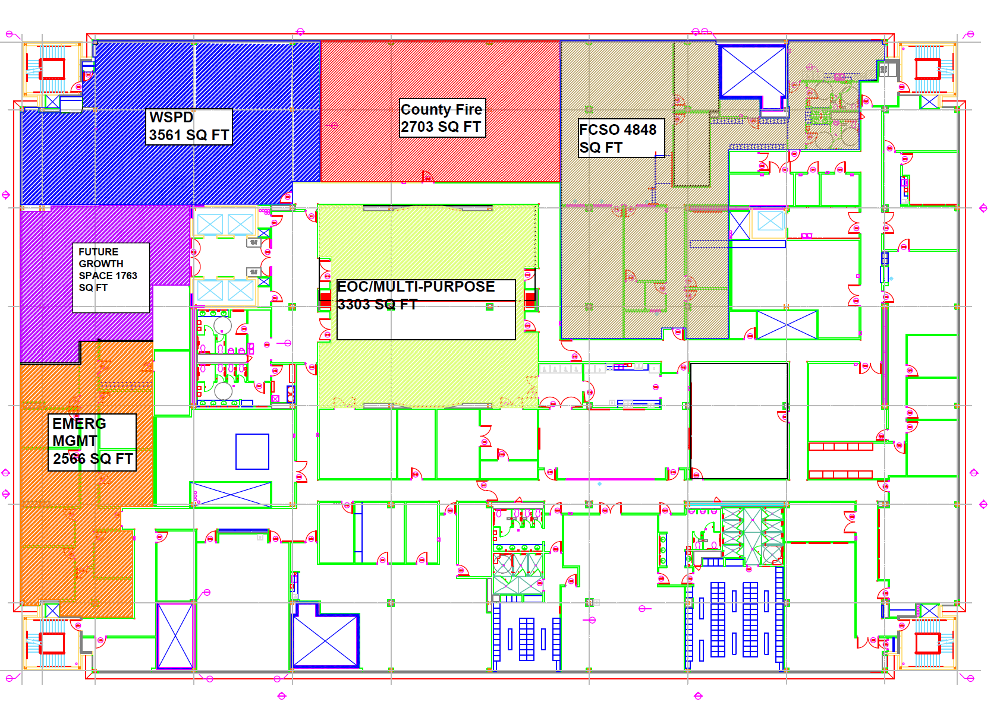 WSPD
3561 SQ FT
County Fire
2703 SQ FT
FCSO 4848
SQ FT
FUTURE
GROWTH
SPACE 1763
SQ FT
EOC/MULTI-PURPOSE
3303 SQ FT
EMERG
MGMT
2566 SQ FT